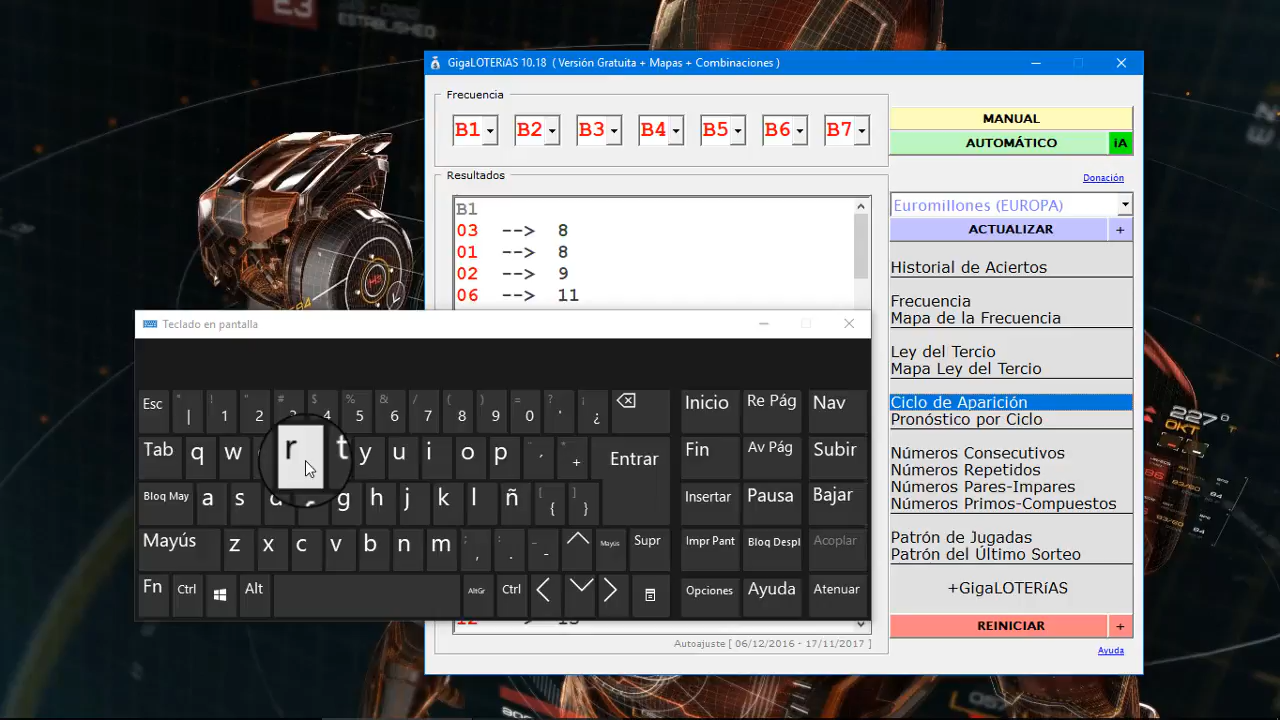 E3
ESTABLISHED
GigaLOTERíAS 10.18 ( Versión Gratuita + Mapas + Combinaciones )
Frecuencia
B1 B2 B3 B4 B5 B6 B7
MANUAL
AUTOMÁTICO iA
Donación
Resultados
Euromillones (EUROPA)
ACTUALIZAR +
B1
03 --> 8
01 --> 8
02 --> 9
06 --> 11
Historial de Aciertos
Frecuencia
Mapa de la Frecuencia
Ley del Tercio
Mapa Ley del Tercio
Ciclo de Aparición
Pronóstico por Ciclo
Números Consecutivos
Números Repetidos
Números Pares-Impares
Números Primos-Compuestos
Patrón de Jugadas
Patrón del Último Sorteo
+GigaLOTERíAS
REINICIAR +
Ayuda
Teclado en pantalla
Esc ° | ! 1 " 2 # 3 $ 4 % 5 & 6 / 7 ( 8 ) 9 = 0 ? ' ¡ ¿ Inicio Re Pág Nav
Tab q w r t y u i o p ¨ ´ * + Entrar Fin Av Pág Subir
Bloq May a s d g h j k l ñ [ { ] } Insertar Pausa Bajar
Mayús z x c v b n m ; , : . _ - Mayús Supr Impr Pant Bloq Despl Acoplar
Fn Ctrl Alt AltGr Ctrl Opciones Ayuda Atenuar
Autoajuste [ 06/12/2016 - 17/11/2017 ]
227°
OKT